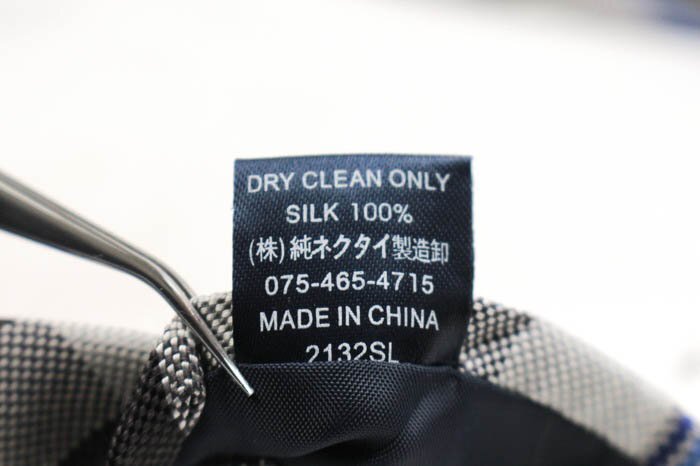 DRY CLEAN ONLY
SILK 100%
(株)純ネクタイ製造卸
075-465-4715
MADE IN CHINA
2132SL